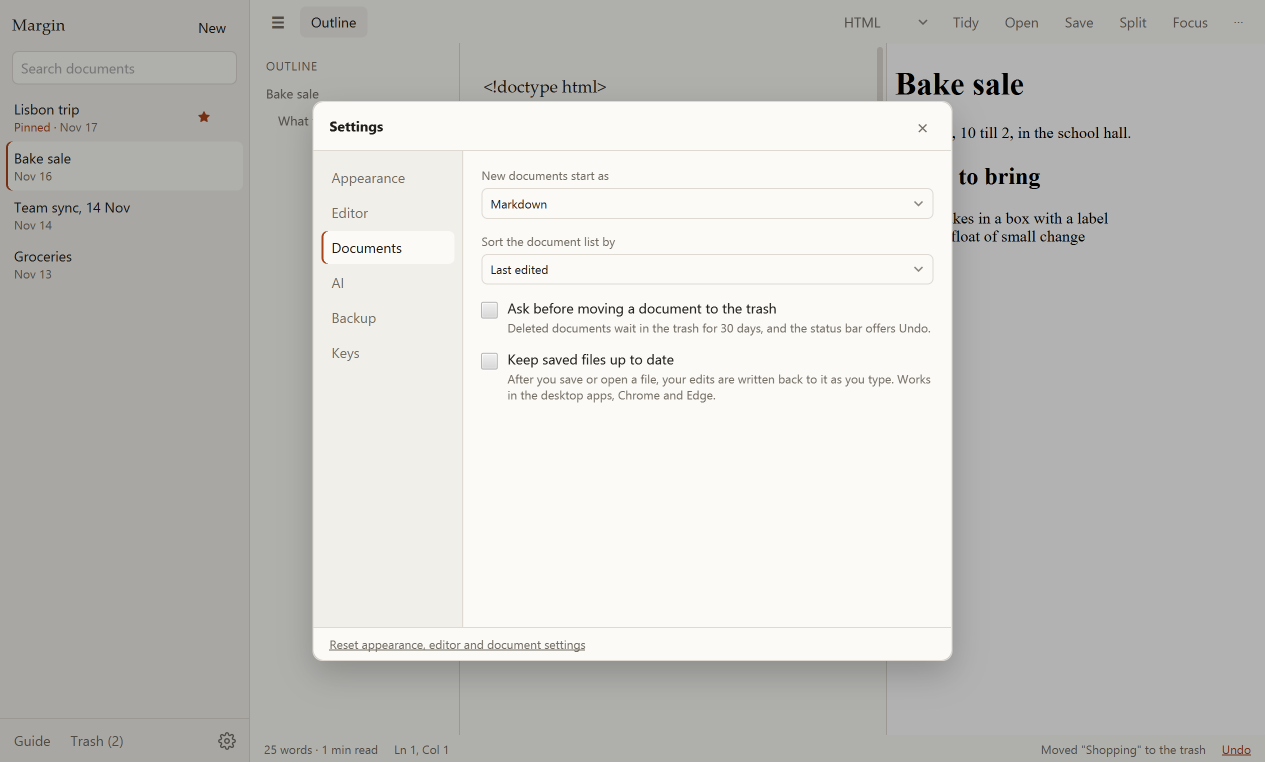 Margin
New
Search documents
Lisbon trip
Pinned · Nov 17
Bake sale
Nov 16
Team sync, 14 Nov
Nov 14
Groceries
Nov 13
Guide
Trash (2)
Outline
HTML
Tidy
Open
Save
Split
Focus
OUTLINE
Bake sale
What
<!doctype html>
Bake sale
, 10 till 2, in the school hall.
to bring
kes in a box with a label
float of small change
Settings
Appearance
Editor
Documents
AI
Backup
Keys
New documents start as
Markdown
Sort the document list by
Last edited
Ask before moving a document to the trash
Deleted documents wait in the trash for 30 days, and the status bar offers Undo.
Keep saved files up to date
After you save or open a file, your edits are written back to it as you type. Works
in the desktop apps, Chrome and Edge.
Reset appearance, editor and document settings
25 words · 1 min read
Ln 1, Col 1
Moved "Shopping" to the trash
Undo